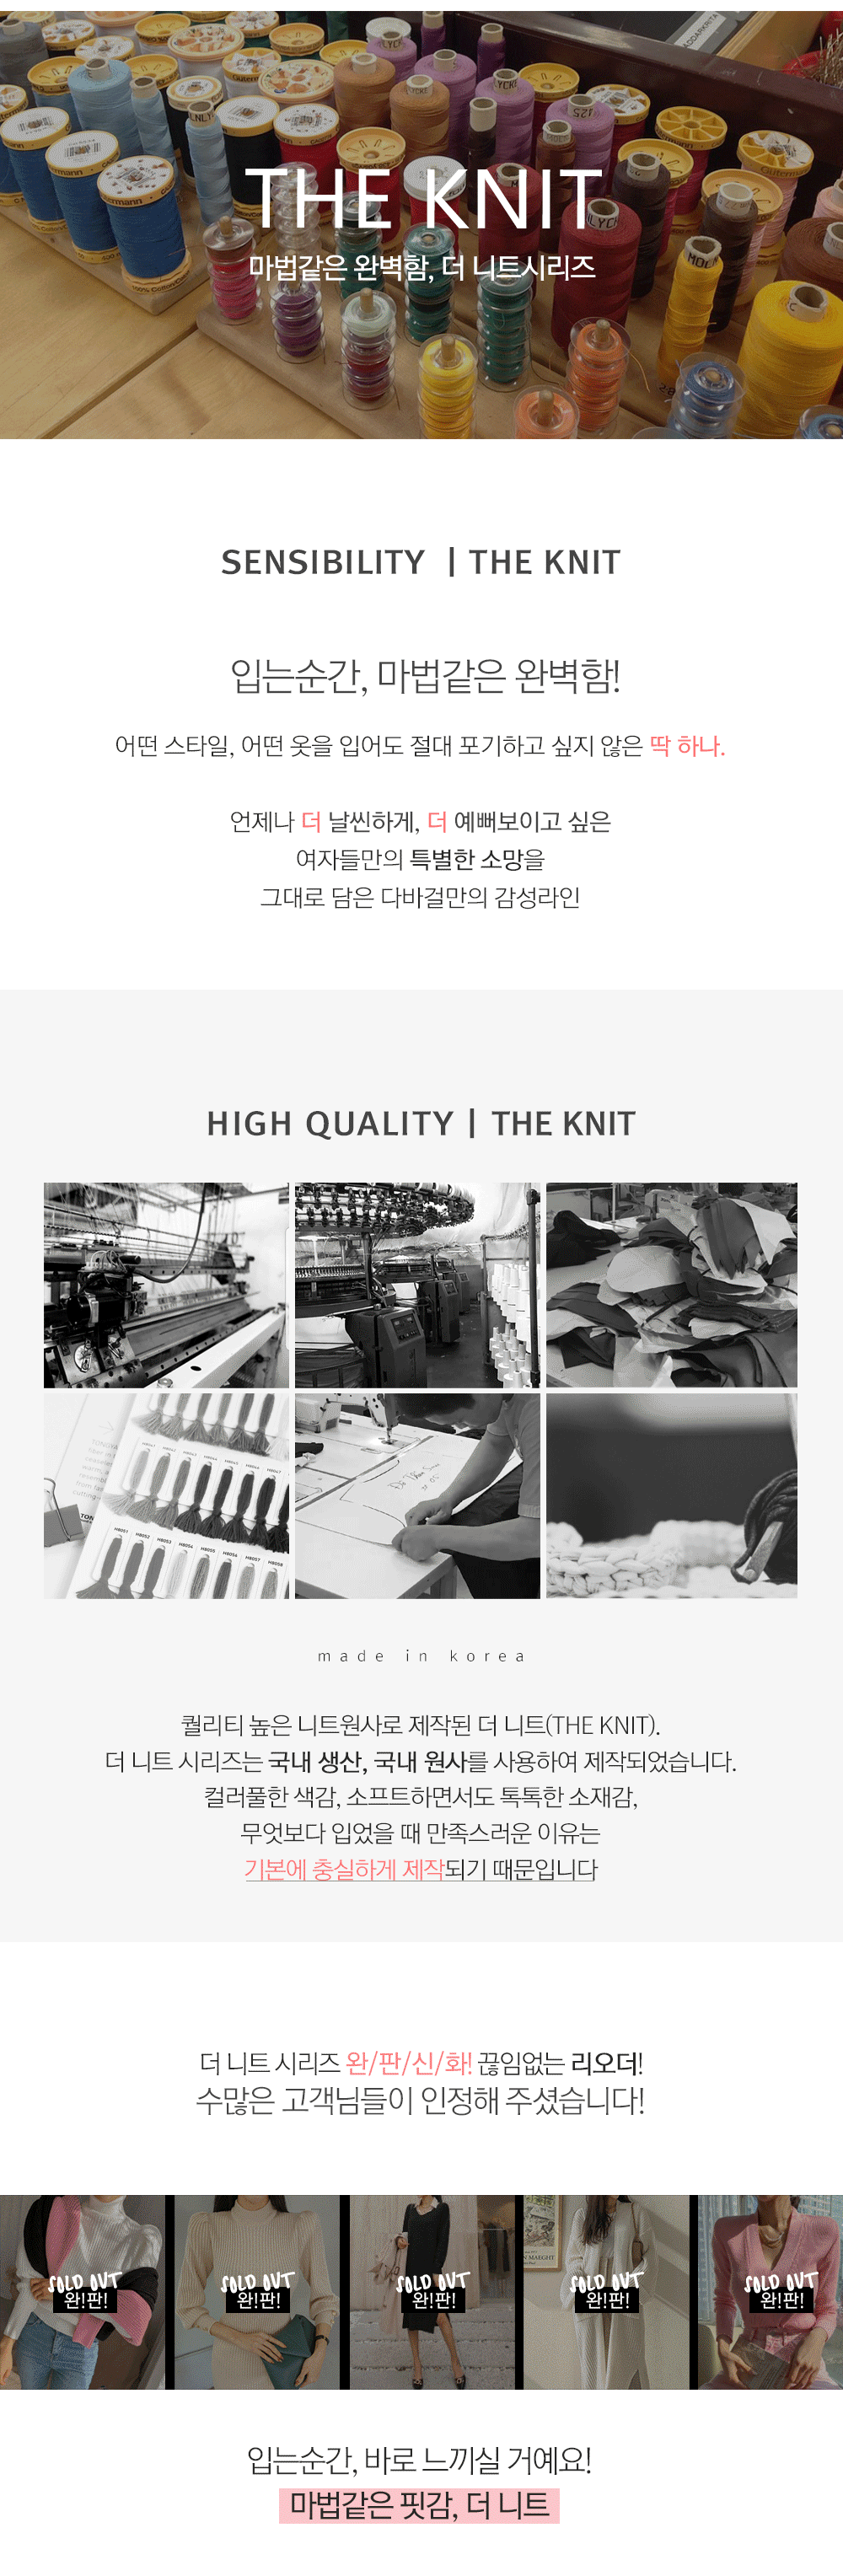 THE KNIT
마법같은 완벽함, 더 니트시리즈
SENSIBILITY | THE KNIT
입는순간, 마법같은 완벽함!
어떤 스타일, 어떤 옷을 입어도 절대 포기하고 싶지 않은 딱 하나.
언제나 더 날씬하게, 더 예뻐보이고 싶은
여자들만의 특별한 소망을
그대로 담은 다바걸만의 감성라인
HIGH QUALITY | THE KNIT
made in korea
퀄리티 높은 니트원사로 제작된 더 니트(THE KNIT).
더 니트 시리즈는 국내 생산, 국내 원사를 사용하여 제작되었습니다.
컬러풀한 색감, 소프트하면서도 톡톡한 소재감,
무엇보다 입었을 때 만족스러운 이유는
기본에 충실하게 제작되기 때문입니다
더 니트 시리즈 완/판/신/화! 끊임없는 리오더!
수많은 고객님들이 인정해 주셨습니다!
SOLD OUT SOLD OUT SOLD OUT SOLD OUT SOLD OUT
완!판! 완!판! 완!판! 완!판! 완!판!
입는순간, 바로 느끼실 거예요!
마법같은 핏감, 더 니트